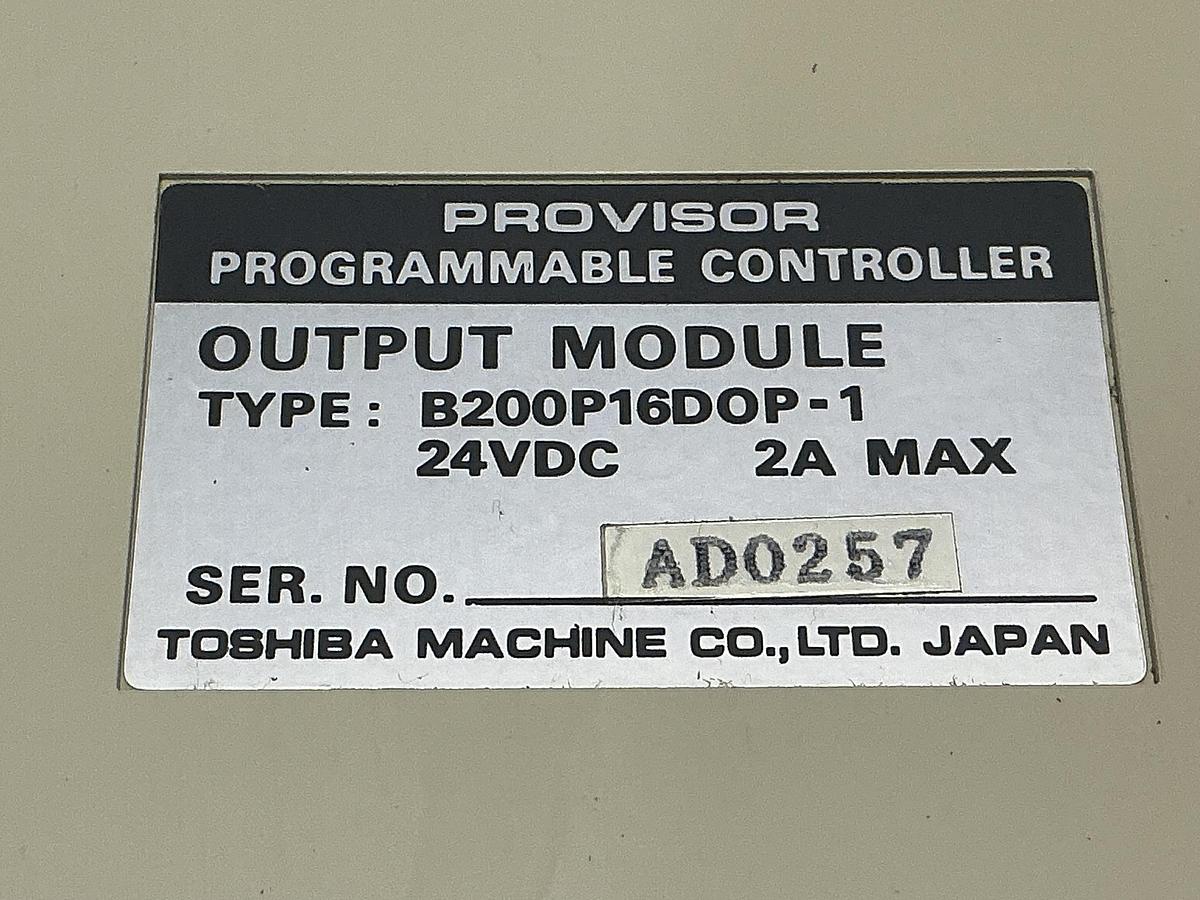 PROVISOR
PROGRAMMABLE CONTROLLER
OUTPUT MODULE
TYPE: B200P16DOP-1
24VDC 2A MAX
SER. NO. AD0257
TOSHIBA MACHINE CO.,LTD. JAPAN